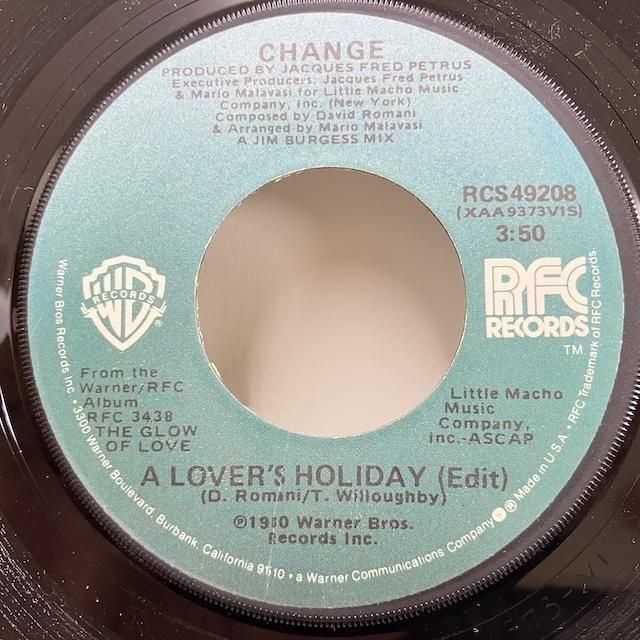 CHANGE
PRODUCED BY JACQUES FRED PETRUS
Executive Producers: Jacques Fred Petrus
& Mario Malavasi for Little Macho Music
Company, Inc. (New York)
Composed by David Romani
& Arranged by Mario Malavasi
A JIM BURGESS MIX
RCS 49208
(XAA9373V1S)
3:50
WB
RECORDS
RFC
RECORDS
TM
From the
Warner/RFC
Album
RFC 3438
THE GLOW
OF LOVE
Little Macho
Music
Company,
Inc.-ASCAP
A LOVER'S HOLIDAY (Edit)
(D. Romini/T. Willoughby)
℗1980 Warner Bros.
Records Inc.
Warner Bros Records Inc. • 3300 Warner Boulevard, Burbank, California 91510 • a Warner Communications Company ® Made in U.S.A. • RFC Trademark of RFC Records